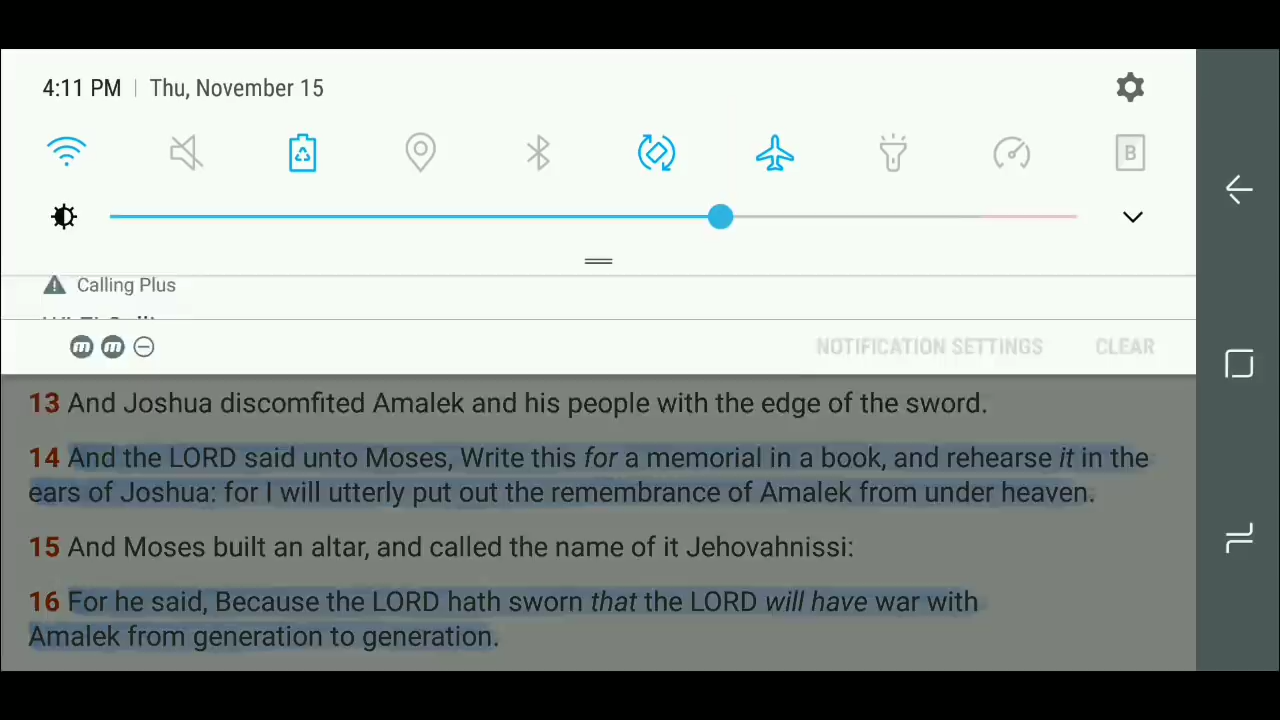 4:11 PM | Thu, November 15
B
Calling Plus
NOTIFICATION SETTINGS CLEAR
13 And Joshua discomfited Amalek and his people with the edge of the sword.
14 And the LORD said unto Moses, Write this for a memorial in a book, and rehearse it in the
ears of Joshua: for I will utterly put out the remembrance of Amalek from under heaven.
15 And Moses built an altar, and called the name of it Jehovahnissi:
16 For he said, Because the LORD hath sworn that the LORD will have war with
Amalek from generation to generation.